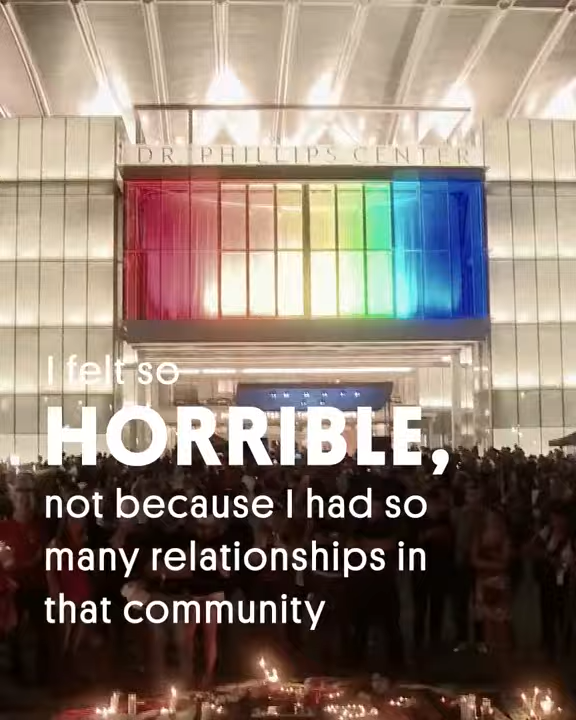 DR. PHILLIPS CENTER
I felt so
HORRIBLE,
not because I had so
many relationships in
that community